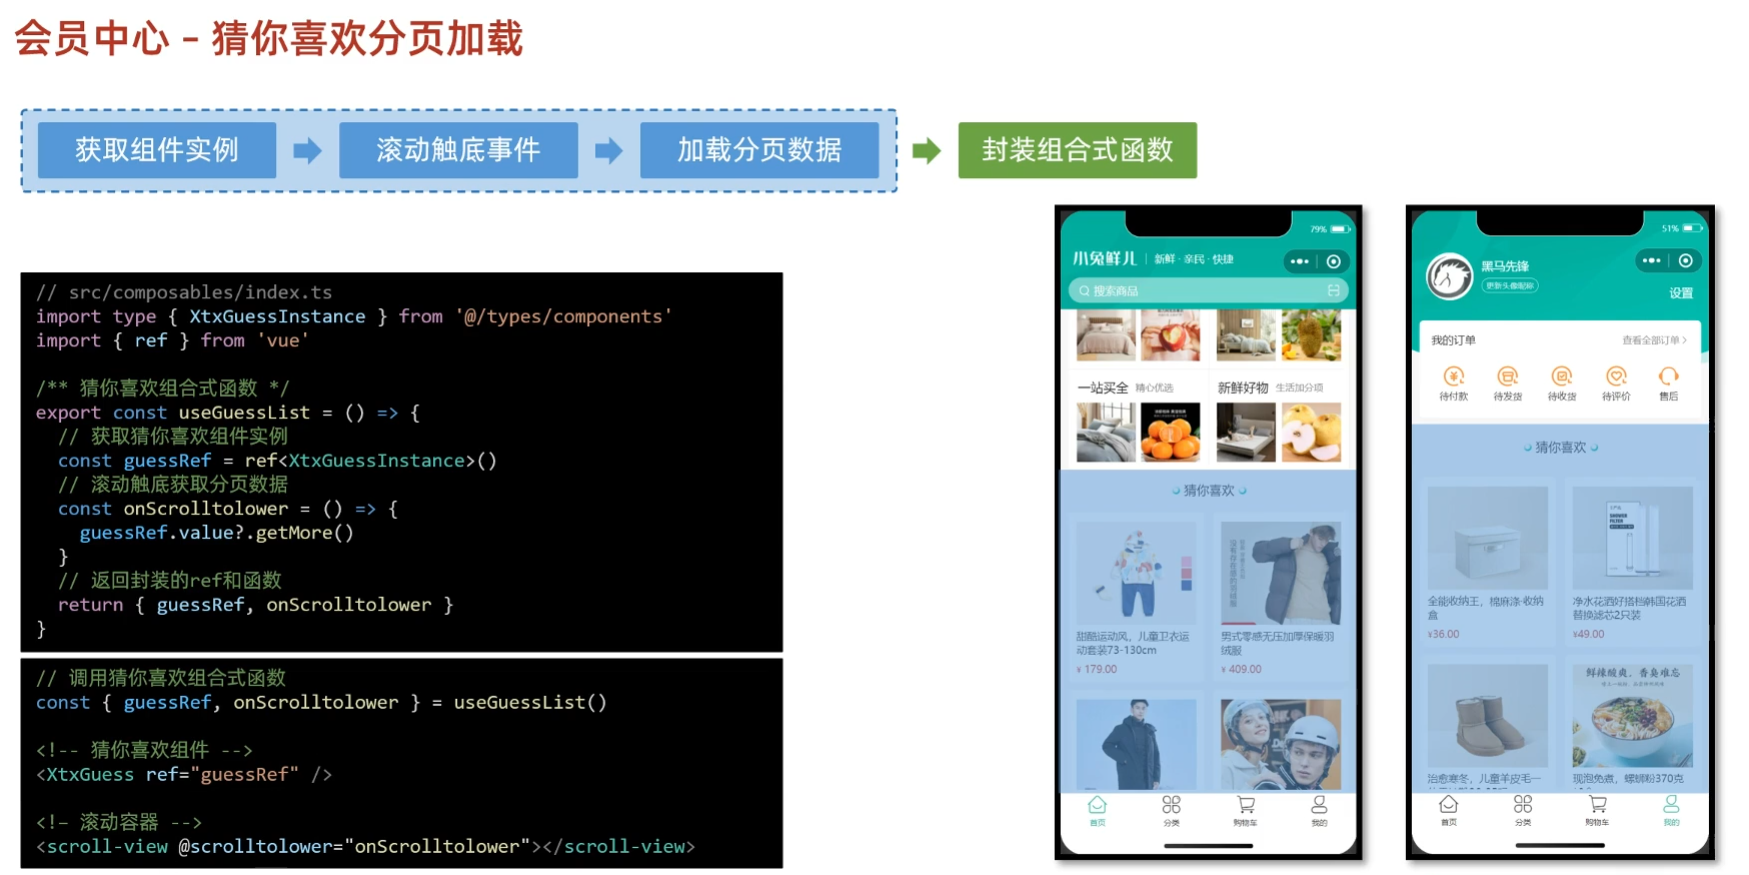 会员中心 – 猜你喜欢分页加载
获取组件实例
滚动触底事件
加载分页数据
封装组合式函数
// src/composables/index.ts
import type { XtxGuessInstance } from '@/types/components'
import { ref } from 'vue'
/** 猜你喜欢组合式函数 */
export const useGuessList = () => {
// 获取猜你喜欢组件实例
const guessRef = ref<XtxGuessInstance>()
// 滚动触底获取分页数据
const onScrolltolower = () => {
guessRef.value?.getMore()
}
// 返回封装的ref和函数
return { guessRef, onScrolltolower }
}
// 调用猜你喜欢组合式函数
const { guessRef, onScrolltolower } = useGuessList()
<!-- 猜你喜欢组件 -->
<XtxGuess ref="guessRef" />
<!– 滚动容器 -->
<scroll-view @scrolltolower="onScrolltolower"></scroll-view>
79%
小兔鲜儿 新鲜·亲民·快捷
搜索商品
一站买全 精心优选
新鲜好物 生活加分项
猜你喜欢
甜酷运动风，儿童卫衣运
动套装73-130cm
¥ 179.00
男式零感无压加厚保暖羽
绒服
¥ 409.00
首页
分类
购物车
我的
51%
黑马先锋
更新头像昵称
设置
我的订单
查看全部订单
待付款
待发货
待收货
待评价
售后
猜你喜欢
全能收纳王，棉麻涤·收纳
盒
¥36.00
SHOWER
FILTER
净水花洒好搭档韩国花洒
替换滤芯2只装
¥49.00
治愈寒冬，儿童羊皮毛一
鲜辣酸爽，香臭难忘
现泡免煮，螺蛳粉370克
首页
分类
购物车
我的